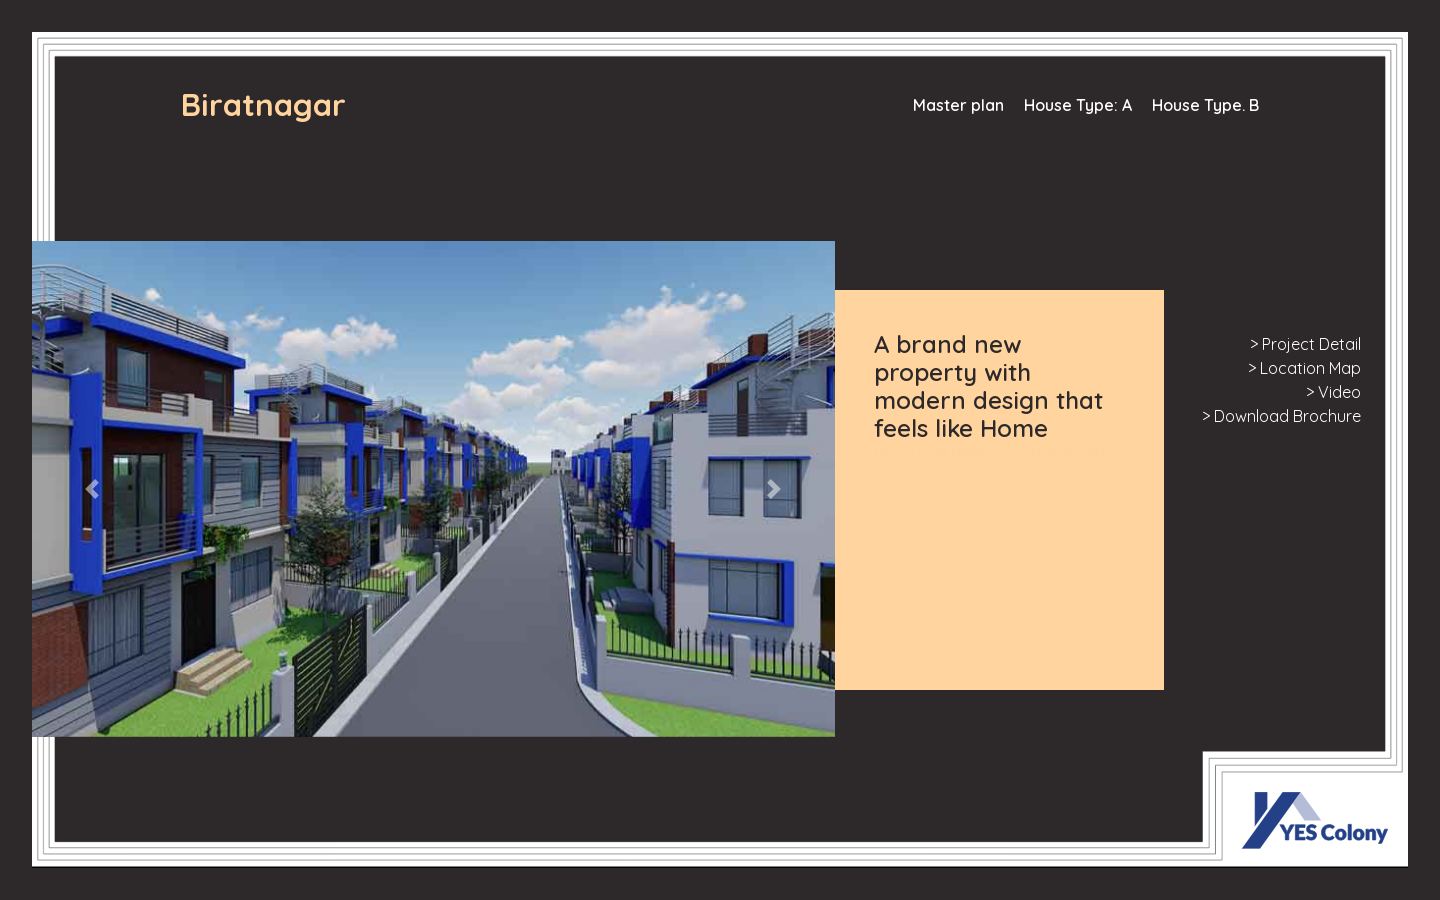 Biratnagar
Master plan House Type: A House Type. B
A brand new
property with
modern design that
feels like Home
> Project Detail
> Location Map
> Video
> Download Brochure
YES Colony